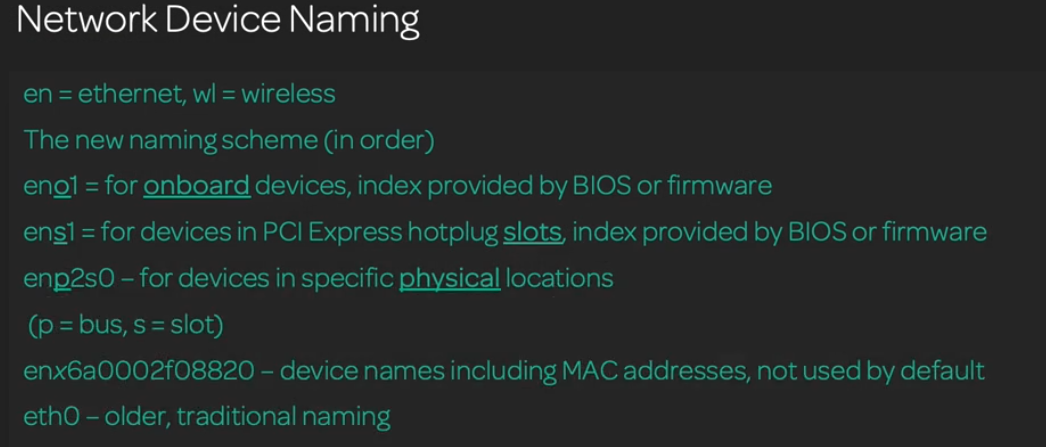 Network Device Naming
en = ethernet, wl = wireless
The new naming scheme (in order)
eno1 = for onboard devices, index provided by BIOS or firmware
ens1 = for devices in PCI Express hotplug slots, index provided by BIOS or firmware
enp2s0 – for devices in specific physical locations
(p = bus, s = slot)
enx6a0002f08820 – device names including MAC addresses, not used by default
eth0 – older, traditional naming